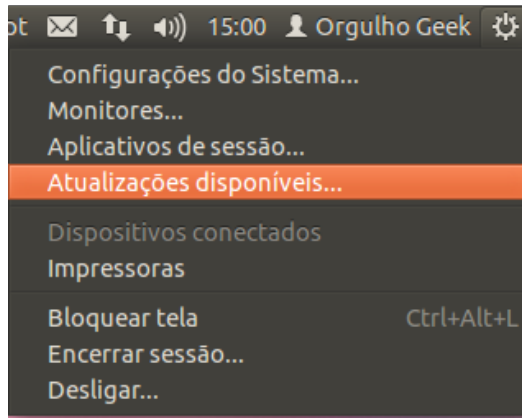 pt 15:00 Orgulho Geek
Configurações do Sistema...
Monitores...
Aplicativos de sessão...
Atualizações disponíveis...
Dispositivos conectados
Impressoras
Bloquear tela Ctrl+Alt+L
Encerrar sessão...
Desligar...